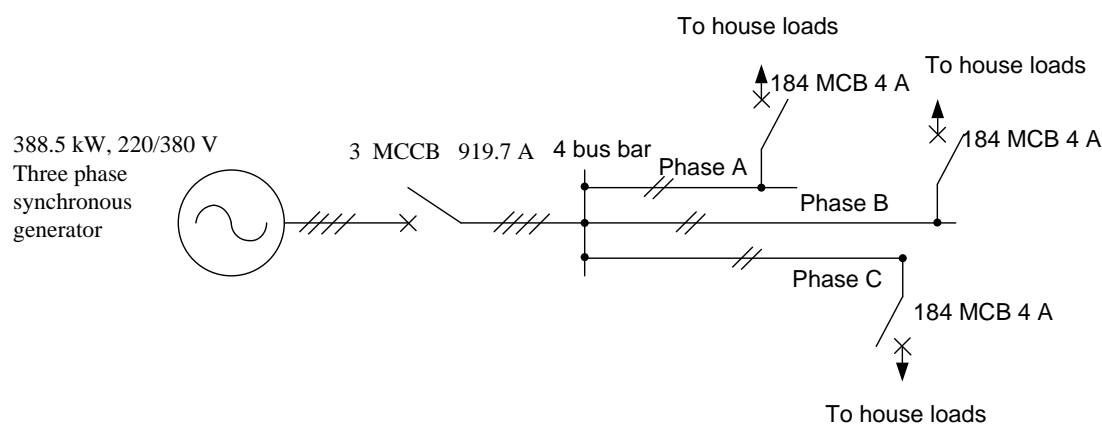 To house loads
184 MCB 4 A
To house loads
184 MCB 4 A
388.5 kW, 220/380 V
Three phase
synchronous
generator
3 MCCB 919.7 A
4 bus bar
Phase A
Phase B
Phase C
184 MCB 4 A
To house loads